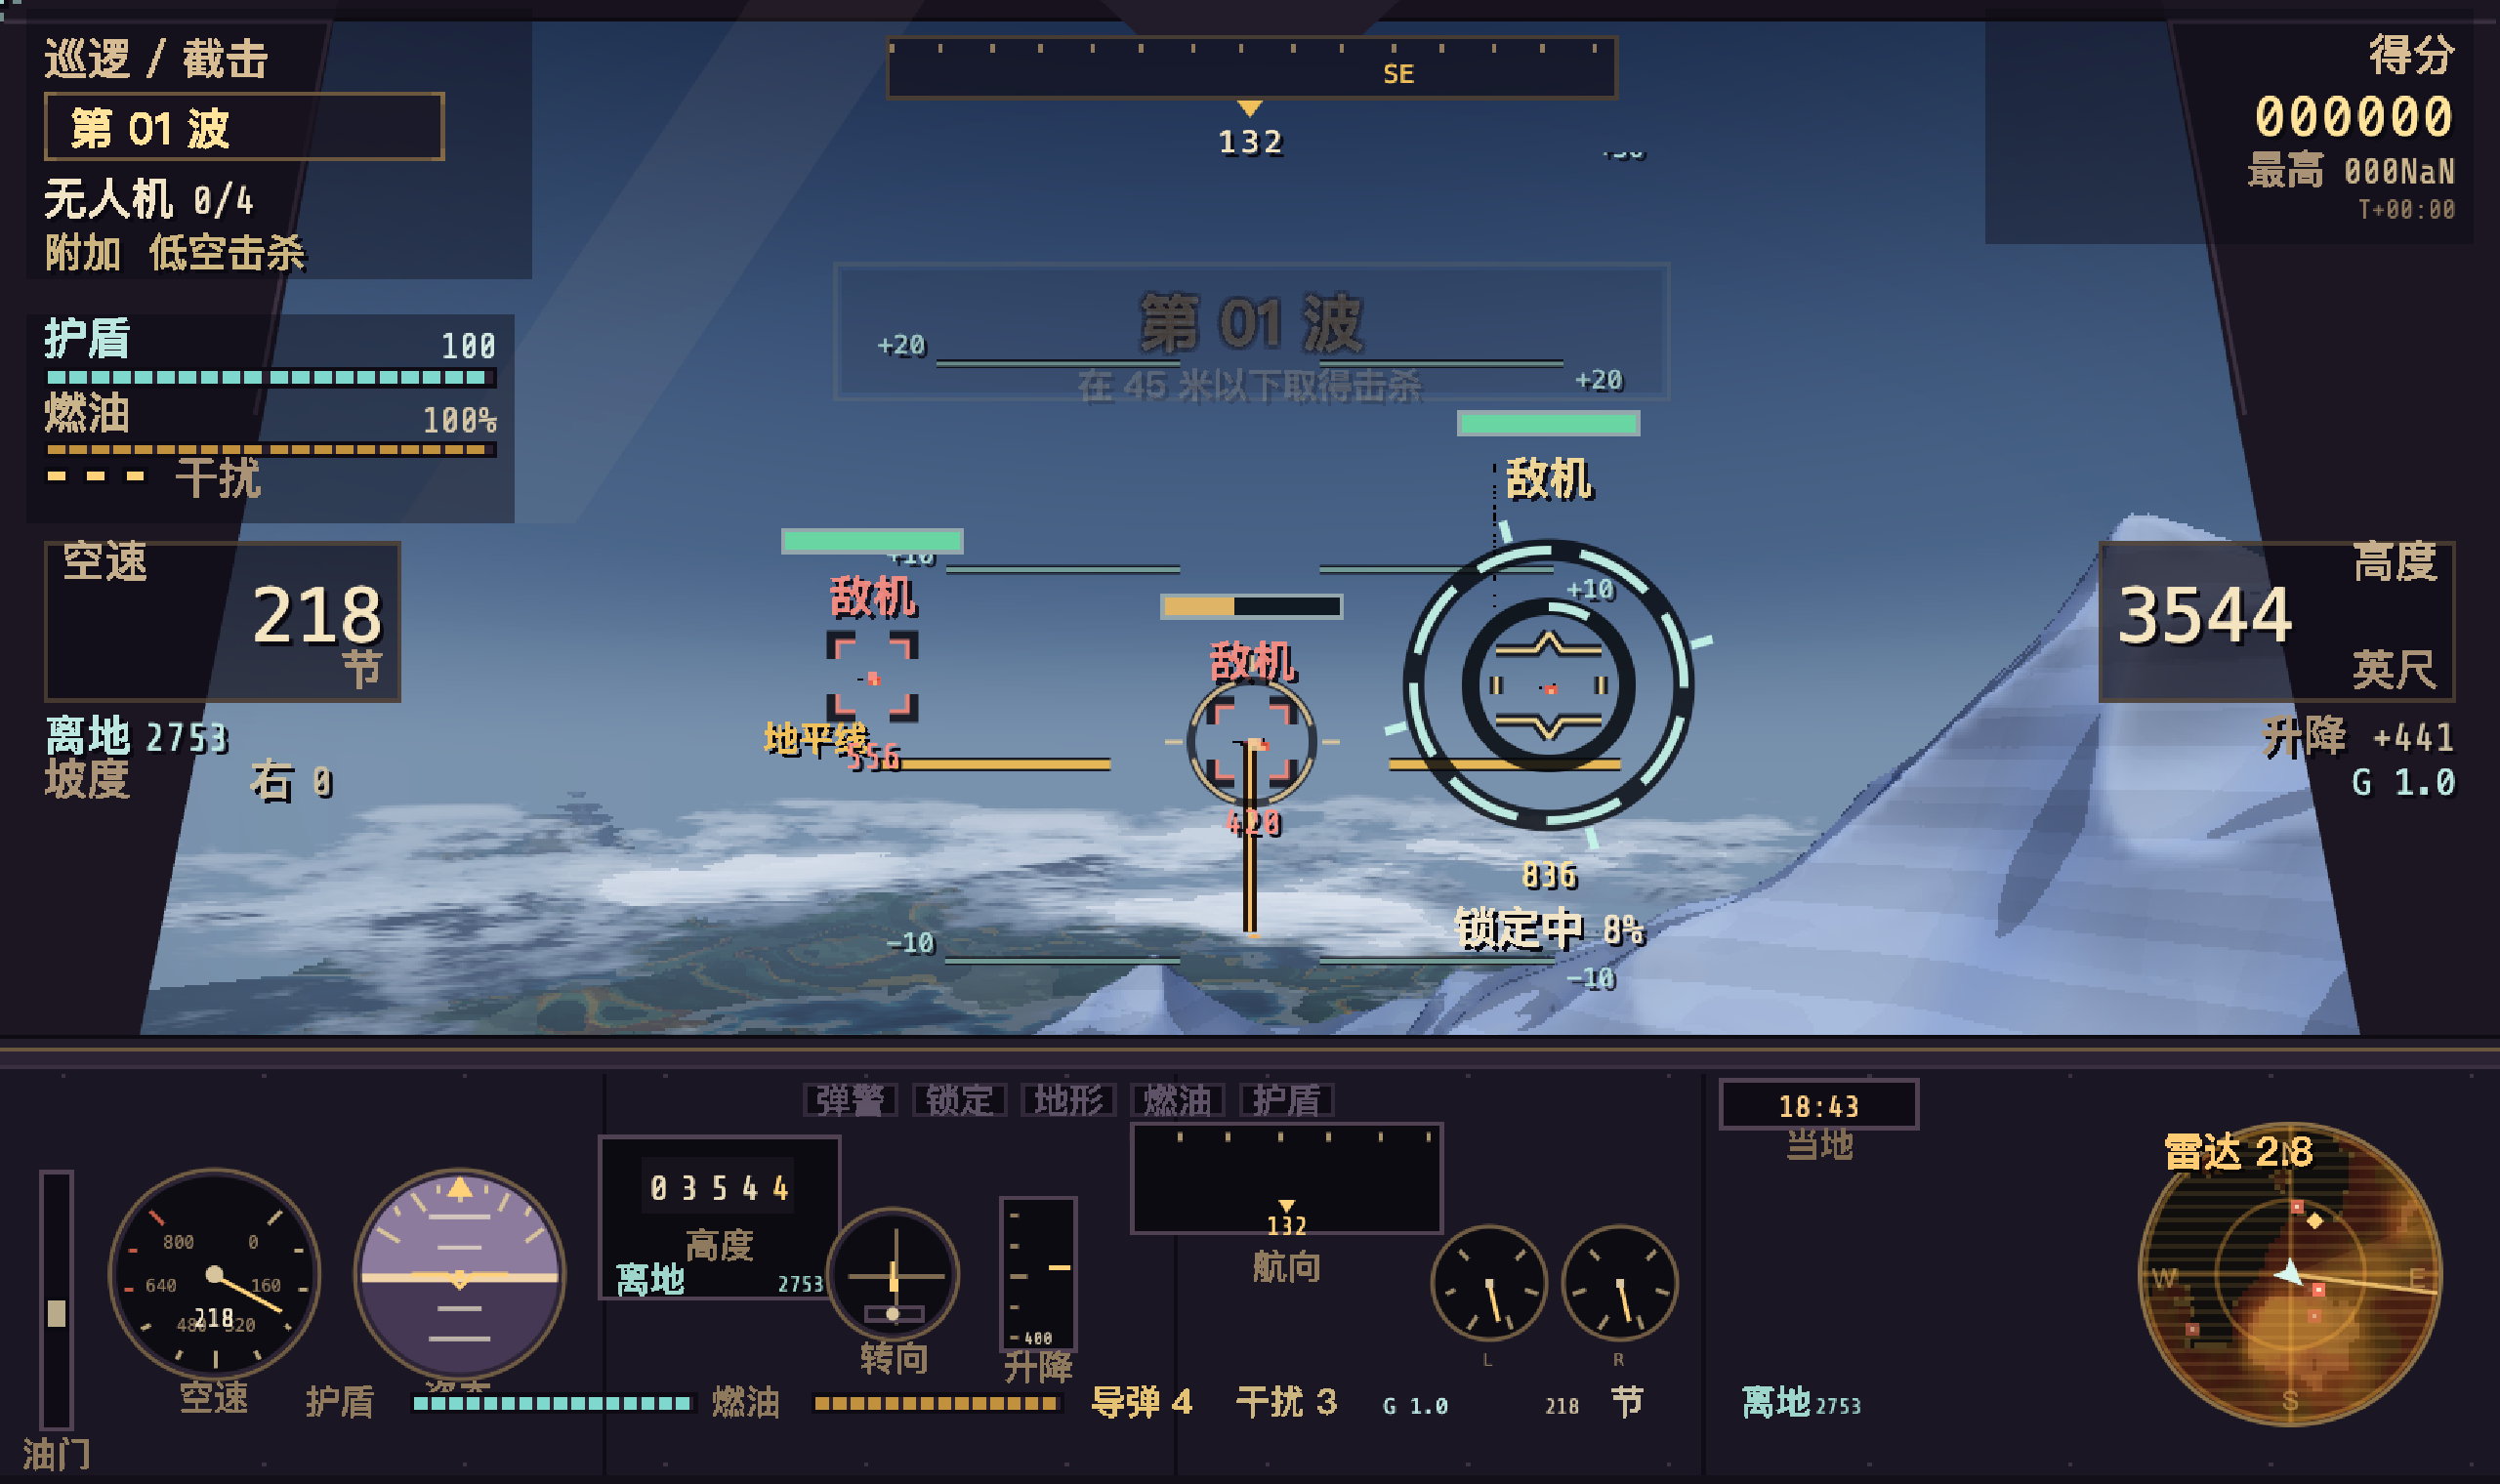 巡逻 / 截击
第 01 波
无人机 0/4
附加 低空击杀
SE
132
得分
000000
最高 000NaN
T+00:00
护盾 100
燃油 100%
干扰
空速
218
节
离地 2753
坡度 右 0
第 01 波
在 45 米以下取得击杀
+20
+20
敌机
+10
敌机
+10
敌机
地平线
556
420
836
锁定中 8%
-10
-10
高度
3544
英尺
升降 +441
G 1.0
弹警 锁定 地形 燃油 护盾
18:43
当地
雷达 2.8
W
E
S
800 0
640 160
480 320
218
空速
03544
高度
离地 2753
转向
400
升降
132
航向
L
R
护盾
燃油
导弹 4
干扰 3
G 1.0
218 节
离地 2753
油门